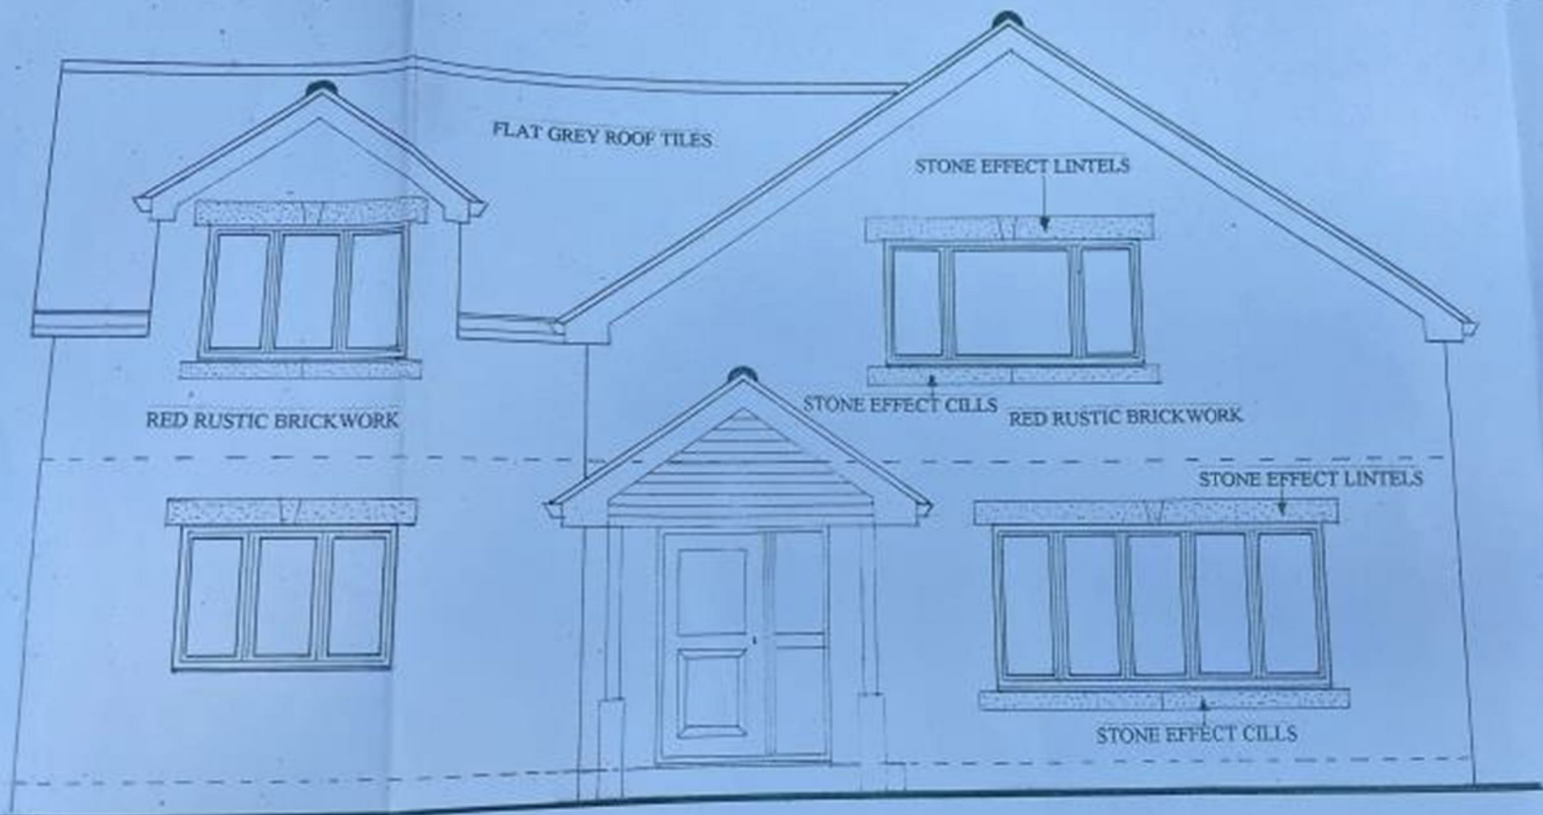 FLAT GREY ROOF TILES
STONE EFFECT LINTELS
STONE EFFECT CILLS
RED RUSTIC BRICKWORK
RED RUSTIC BRICKWORK
STONE EFFECT LINTELS
STONE EFFECT CILLS